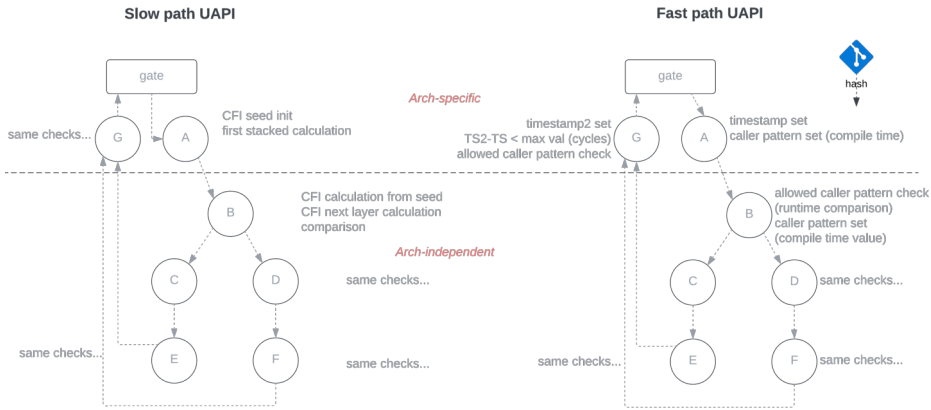 Slow path UAPI
gate
Arch-specific
CFI seed init
first stacked calculation
same checks...
G
A
CFI calculation from seed
CFI next layer calculation
comparison
B
Arch-independent
C
D
same checks...
same checks...
E
F
same checks...
Fast path UAPI
gate
hash
timestamp2 set
TS2-TS < max val (cycles)
allowed caller pattern check
G
A
timestamp set
caller pattern set (compile time)
allowed caller pattern check
(runtime comparison)
caller pattern set
(compile time value)
B
C
D
same checks...
same checks...
E
F
same checks...